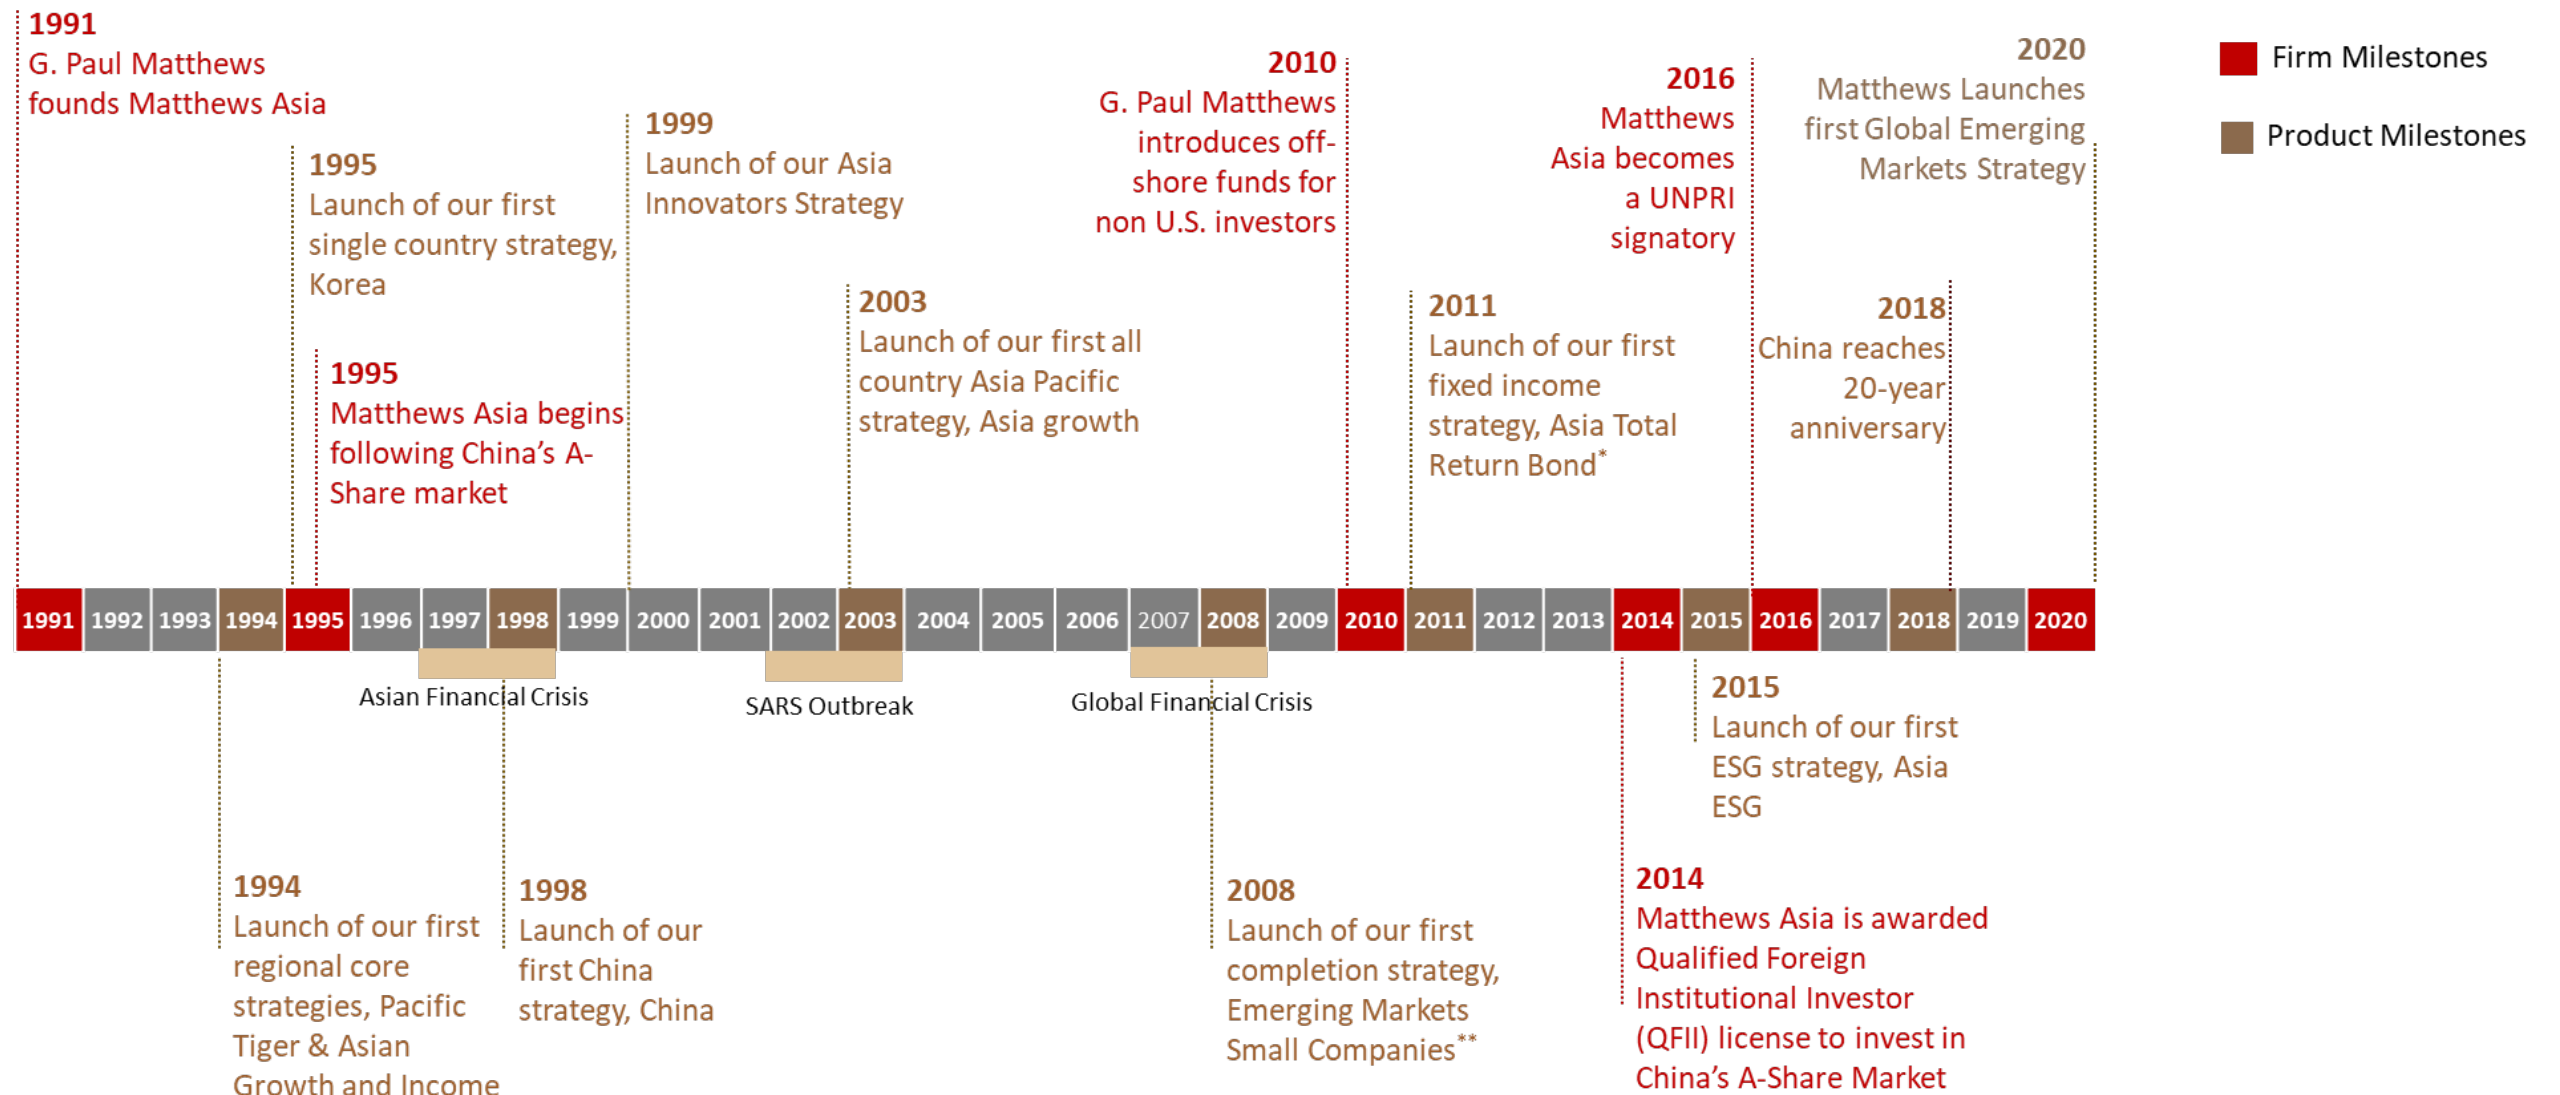 1991
G. Paul Matthews
founds Matthews Asia
1995
Launch of our first
single country strategy,
Korea
1995
Matthews Asia begins
following China’s A-
Share market
1999
Launch of our Asia
Innovators Strategy
2003
Launch of our first all
country Asia Pacific
strategy, Asia growth
2010
G. Paul Matthews
introduces off-
shore funds for
non U.S. investors
2011
Launch of our first
fixed income
strategy, Asia Total
Return Bond*
2016
Matthews
Asia becomes
a UNPRI
signatory
2018
China reaches
20-year
anniversary
2020
Matthews Launches
first Global Emerging
Markets Strategy
Firm Milestones
Product Milestones
1991 1992 1993 1994 1995 1996 1997 1998 1999 2000 2001 2002 2003 2004 2005 2006 2007 2008 2009 2010 2011 2012 2013 2014 2015 2016 2017 2018 2019 2020
Asian Financial Crisis
SARS Outbreak
Global Financial Crisis
1994
Launch of our first
regional core
strategies, Pacific
Tiger & Asian
Growth and Income
1998
Launch of our
first China
strategy, China
2008
Launch of our first
completion strategy,
Emerging Markets
Small Companies**
2015
Launch of our first
ESG strategy, Asia
ESG
2014
Matthews Asia is awarded
Qualified Foreign
Institutional Investor
(QFII) license to invest in
China’s A-Share Market